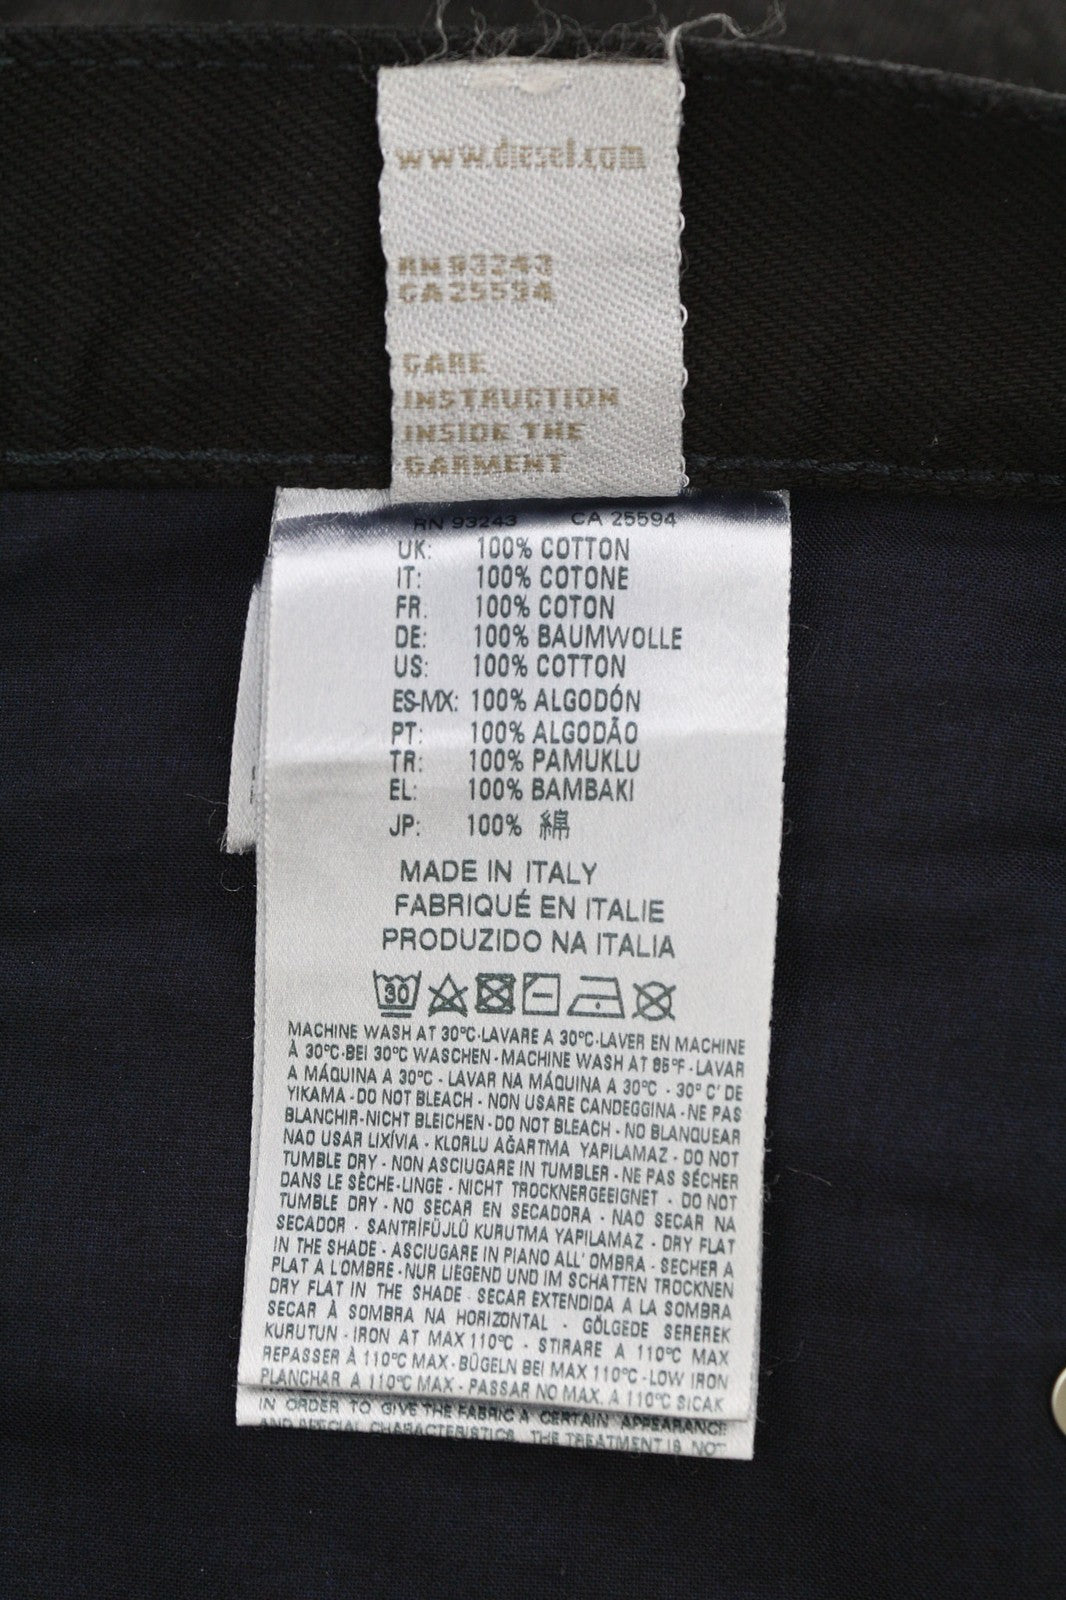 www.diesel.com
RN 93243
CA 25594
CARE
INSTRUCTION
INSIDE THE
GARMENT
RN 93243 CA 25594
UK: 100% COTTON
IT: 100% COTONE
FR: 100% COTON
DE: 100% BAUMWOLLE
US: 100% COTTON
ES-MX: 100% ALGODÓN
PT: 100% ALGODÃO
TR: 100% PAMUKLU
EL: 100% BAMBAKI
JP: 100% 綿
MADE IN ITALY
FABRIQUÉ EN ITALIE
PRODUZIDO NA ITALIA
30
MACHINE WASH AT 30°C-LAVARE A 30°C-LAVER EN MACHINE
À 30°C-BEI 30°C WASCHEN - MACHINE WASH AT 85°F - LAVAR
A MÁQUINA A 30°C - LAVAR NA MÁQUINA A 30°C - 30° C' DE
YIKAMA - DO NOT BLEACH - NON USARE CANDEGGINA - NE PAS
BLANCHIR-NICHT BLEICHEN - DO NOT BLEACH - NO BLANQUEAR
NAO USAR LIXÍVIA - KLORLU AĞARTMA YAPILAMAZ - DO NOT
TUMBLE DRY - NON ASCIUGARE IN TUMBLER - NE PAS SÉCHER
DANS LE SÈCHE-LINGE - NICHT TROCKNERGEEIGNET - DO NOT
TUMBLE DRY - NO SECAR EN SECADORA - NAO SECAR NA
SECADOR - SANTRİFÜJLÜ KURUTMA YAPILAMAZ - DRY FLAT
IN THE SHADE - ASCIUGARE IN PIANO ALL' OMBRA - SECHER A
PLAT A L'OMBRE - NUR LIEGEND UND IM SCHATTEN TROCKNEN
DRY FLAT IN THE SHADE - SECAR EXTENDIDA A LA SOMBRA
SECAR À SOMBRA NA HORIZONTAL - GÖLGEDE SEREREK
KURUTUN - IRON AT MAX 110°C - STIRARE A 110°C MAX
REPASSER À 110°C MAX - BÜGELN BEI MAX 110°C - LOW IRON
PLANCHAR A 110°C MAX - PASSAR NO MAX. A 110°C SICAK
IN ORDER TO GIVE THE FABRIC A CERTAIN APPEARANCE
AND SPECIAL CHARACTERISTICS, THE TREATMENT IS NOT